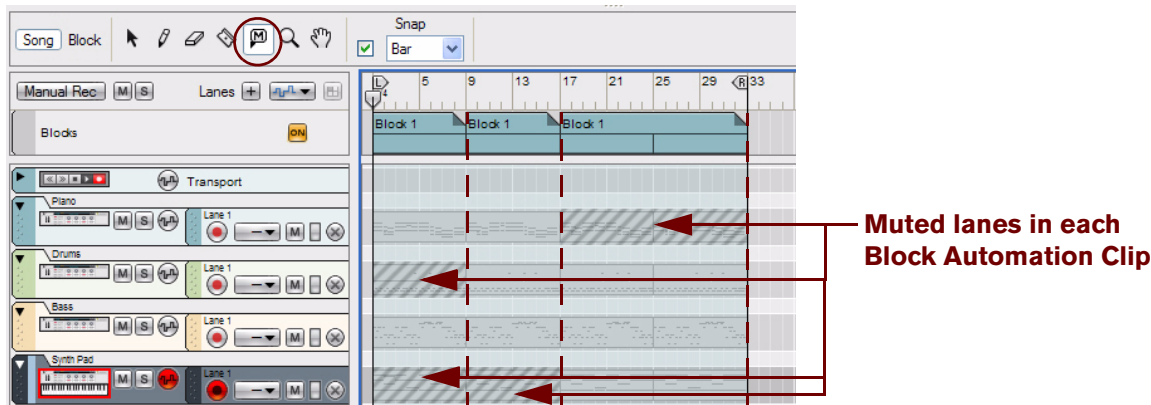 Song Block M Snap
Bar
Manual Rec M S Lanes + L 5 9 13 17 21 25 29 R 33
4
Blocks ON Block 1 Block 1 Block 1
Transport
Piano
M S Lane 1 M
Muted lanes in each
Block Automation Clip
Drums
M S Lane 1 M
Bass
M S Lane 1 M
Synth Pad
M S Lane 1 M